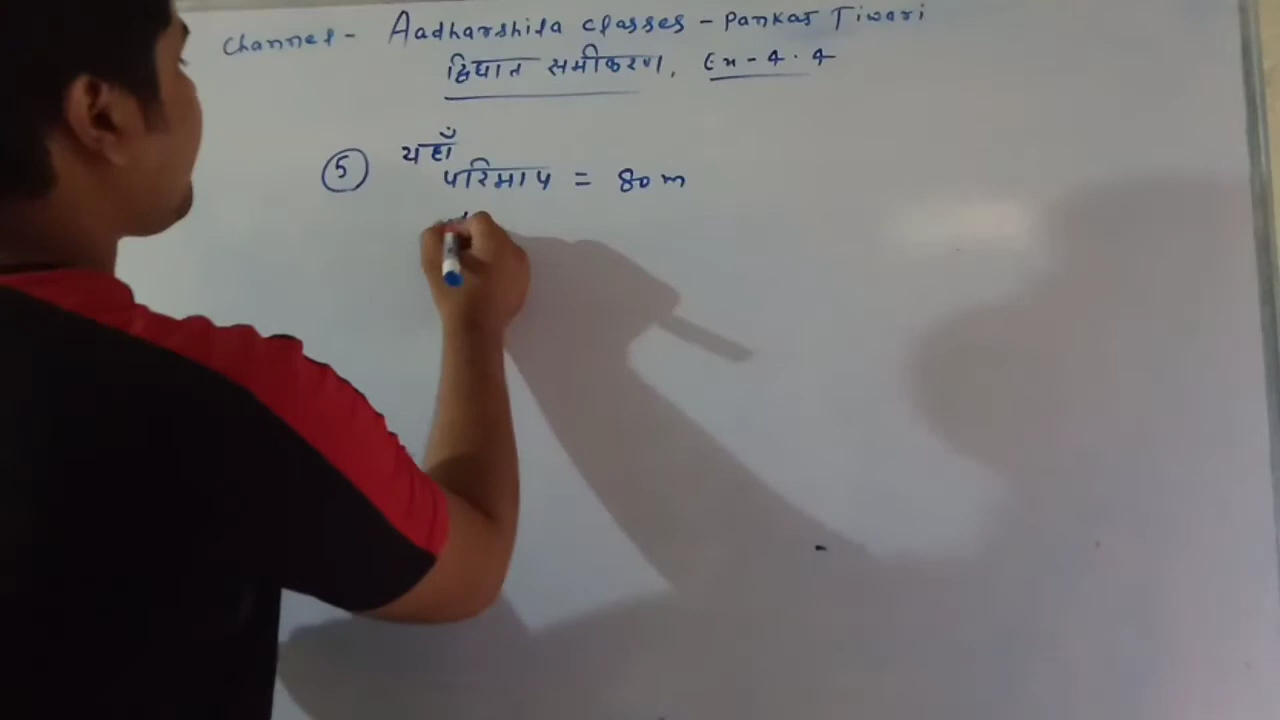 Channel - Aadharshila classes - Pankaj Tiwari
द्विघात समीकरण, Ex - 4.4
5 यहाँ
परिमाप = 80 m